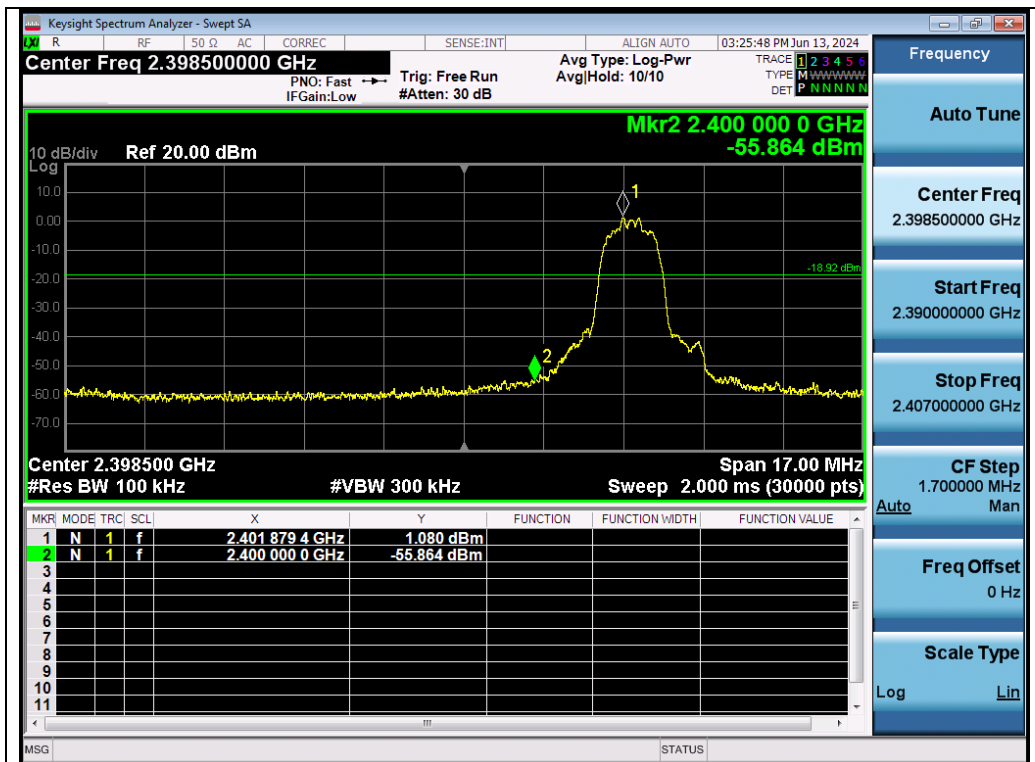 Keysight Spectrum Analyzer - Swept SA
LXI R RF 50 Ω AC CORREC SENSE:INT ALIGN AUTO 03:25:48 PM Jun 13, 2024
Center Freq 2.398500000 GHz
PNO: Fast
IFGain:Low
Trig: Free Run
#Atten: 30 dB
Avg Type: Log-Pwr
Avg|Hold: 10/10
TRACE 1 2 3 4 5 6
TYPE M WWWWW
DET P N N N N N
Mkr2 2.400 000 0 GHz
-55.864 dBm
10 dB/div Ref 20.00 dBm
Log
10.0
0.00
-10.0
-20.0
-30.0
-40.0
-50.0
-60.0
-70.0
1
-18.92 dBm
2
Center 2.398500 GHz Span 17.00 MHz
#Res BW 100 kHz #VBW 300 kHz Sweep 2.000 ms (30000 pts)
MKR MODE TRC SCL X Y FUNCTION FUNCTION WIDTH FUNCTION VALUE
1 N 1 f 2.401 879 4 GHz 1.080 dBm
2 N 1 f 2.400 000 0 GHz -55.864 dBm
3
4
5
6
7
8
9
10
11
MSG STATUS
Frequency
Auto Tune
Center Freq
2.398500000 GHz
Start Freq
2.390000000 GHz
Stop Freq
2.407000000 GHz
CF Step
1.700000 MHz
Auto Man
Freq Offset
0 Hz
Scale Type
Log Lin